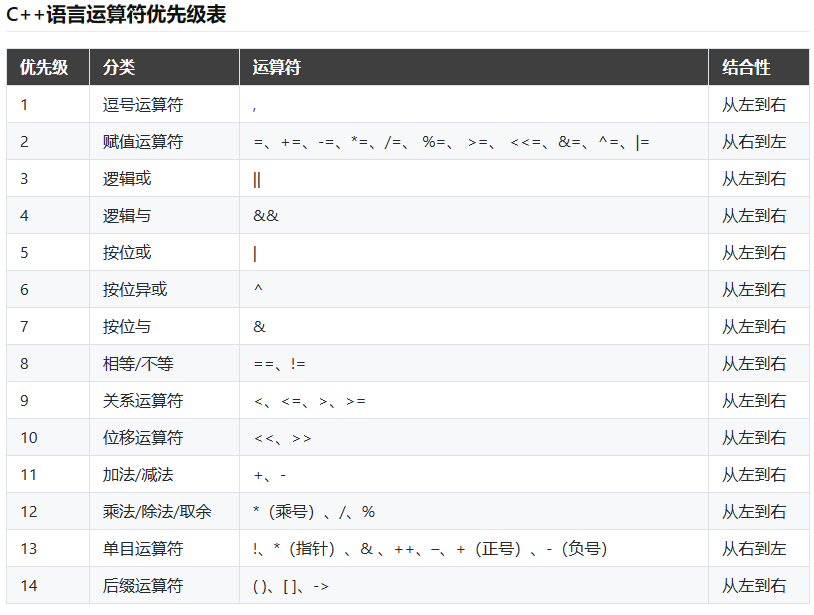 C++语言运算符优先级表
优先级 分类 运算符 结合性
1 逗号运算符 , 从左到右
2 赋值运算符 =、+=、-=、*=、/=、 %=、 >=、 <<=、&=、^=、|= 从右到左
3 逻辑或 || 从左到右
4 逻辑与 && 从左到右
5 按位或 | 从左到右
6 按位异或 ^ 从左到右
7 按位与 & 从左到右
8 相等/不等 ==、!= 从左到右
9 关系运算符 <、<=、>、>= 从左到右
10 位移运算符 <<、>> 从左到右
11 加法/减法 +、- 从左到右
12 乘法/除法/取余 *（乘号）、/、% 从左到右
13 单目运算符 !、*（指针）、& 、++、–、+（正号）、-（负号） 从右到左
14 后缀运算符 ( )、[ ]、-> 从左到右